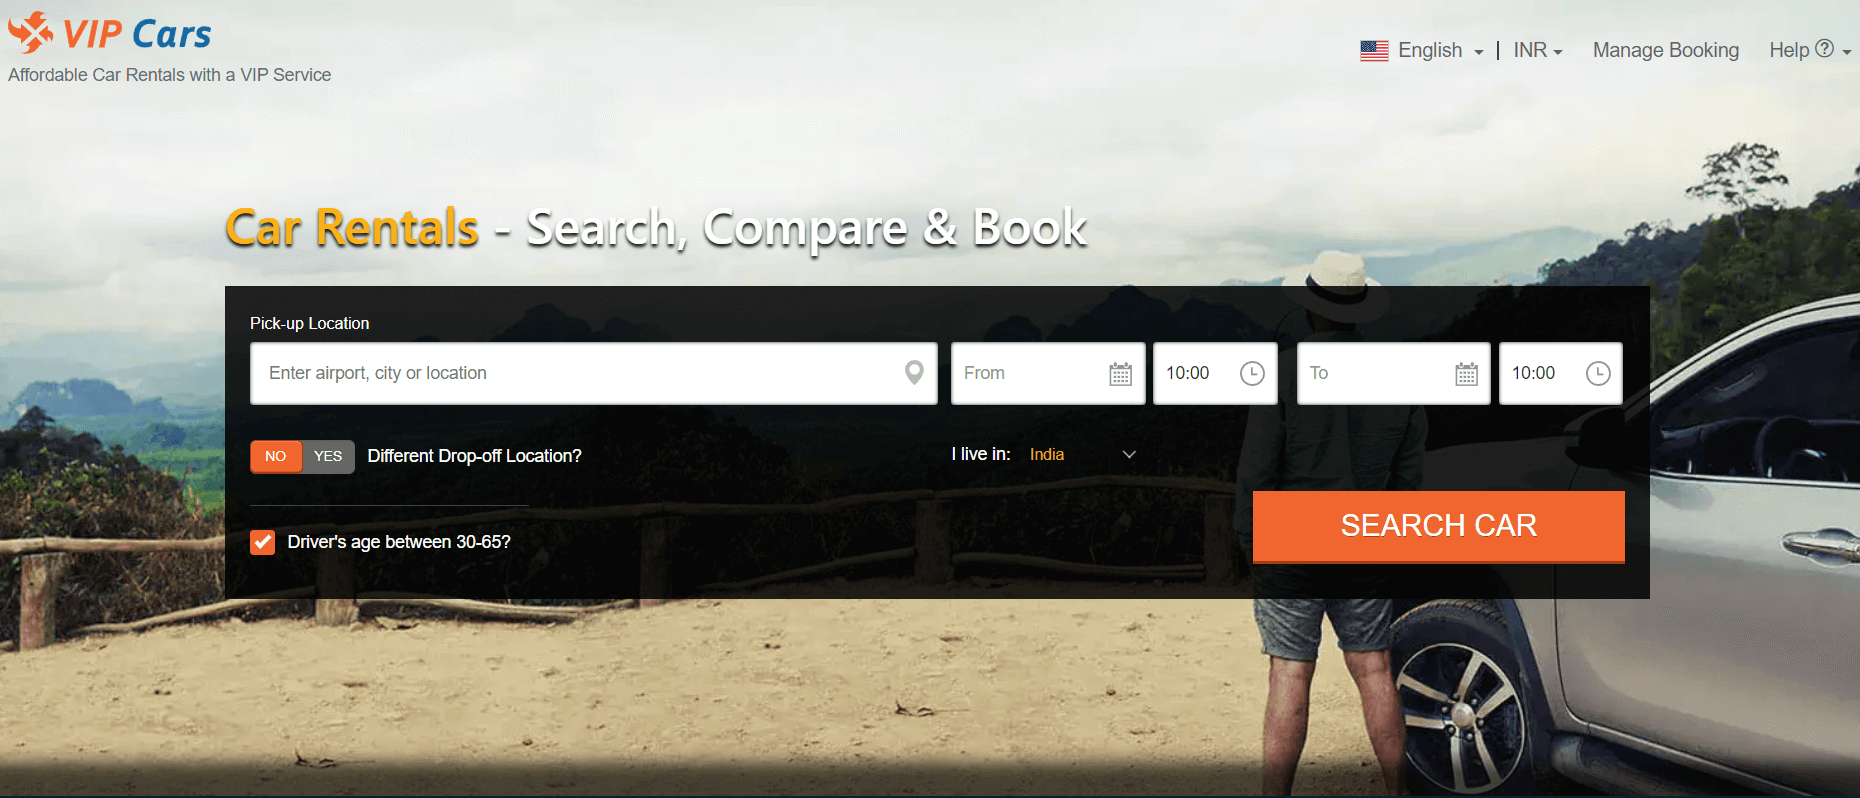 VIP Cars
Affordable Car Rentals with a VIP Service
English | INR Manage Booking Help ?
Car Rentals - Search, Compare & Book
Pick-up Location
Enter airport, city or location From 10:00 To 10:00
NO YES Different Drop-off Location? I live in: India
Driver's age between 30-65?
SEARCH CAR